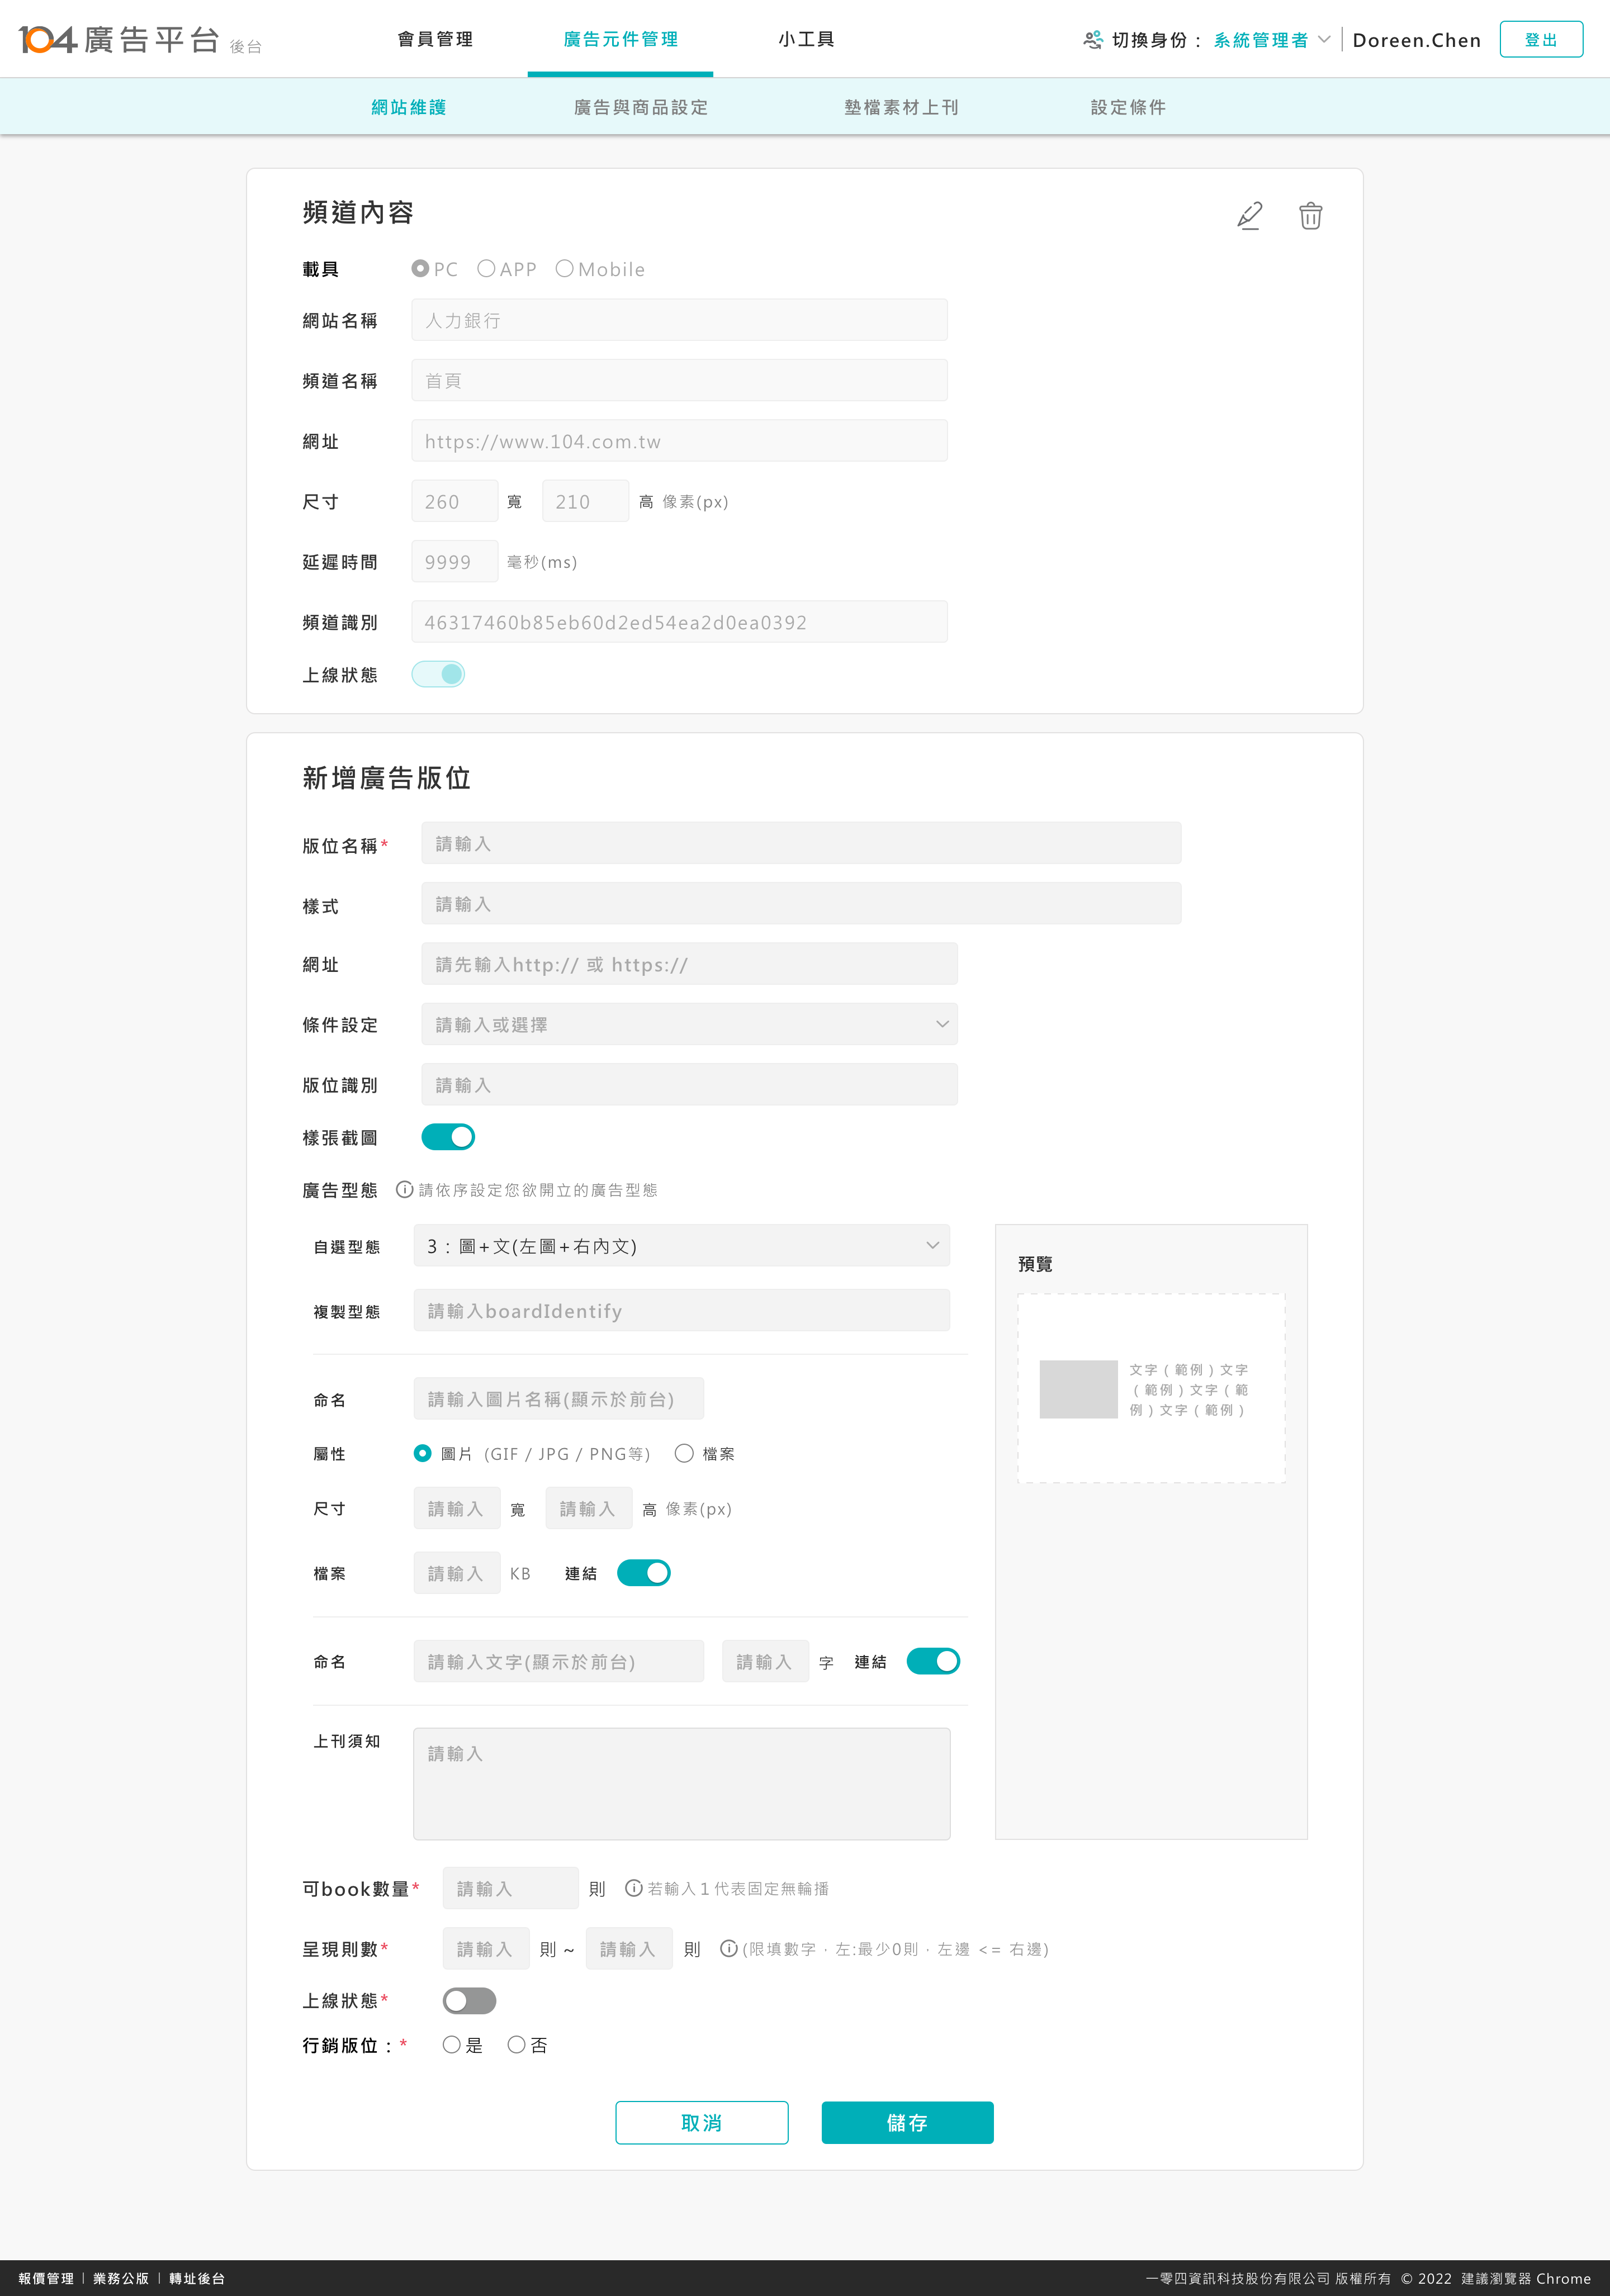 104廣告平台 後台
會員管理 廣告元件管理 小工具
切換身份： 系統管理者 Doreen.Chen 登出
網站維護 廣告與商品設定 墊檔素材上刊 設定條件
頻道內容
載具 PC APP Mobile
網站名稱 人力銀行
頻道名稱 首頁
網址 https://www.104.com.tw
尺寸 260 寬 210 高 像素(px)
延遲時間 9999 毫秒(ms)
頻道識別 46317460b85eb60d2ed54ea2d0ea0392
上線狀態
新增廣告版位
版位名稱* 請輸入
樣式 請輸入
網址 請先輸入http:// 或 https://
條件設定 請輸入或選擇
版位識別 請輸入
樣張截圖
廣告型態 請依序設定您欲開立的廣告型態
自選型態 3：圖+文(左圖+右內文)
複製型態 請輸入boardIdentify
命名 請輸入圖片名稱(顯示於前台)
屬性 圖片 (GIF / JPG / PNG等) 檔案
尺寸 請輸入 寬 請輸入 高 像素(px)
檔案 請輸入 KB 連結
命名 請輸入文字(顯示於前台) 請輸入 字 連結
上刊須知 請輸入
預覽
文字（範例）文字
（範例）文字（範
例）文字（範例）
可book數量* 請輸入 則 若輸入1代表固定無輪播
呈現則數* 請輸入 則 ~ 請輸入 則 (限填數字，左:最少0則，左邊 <= 右邊)
上線狀態*
行銷版位：* 是 否
取消 儲存
報價管理 | 業務公版 | 轉址後台
一零四資訊科技股份有限公司 版權所有 © 2022 建議瀏覽器 Chrome